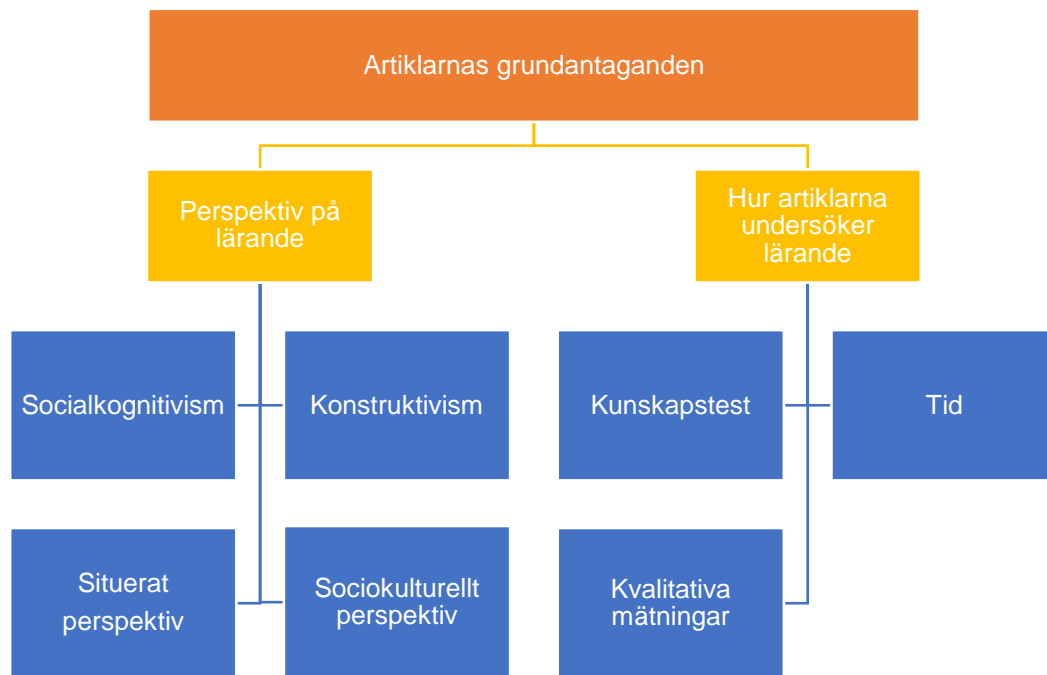 Artiklarnas grundantaganden
Perspektiv på
lärande
Hur artiklarna
undersöker
lärande
Socialkognitivism
Konstruktivism
Kunskapstest
Tid
Situerat
perspektiv
Sociokulturellt
perspektiv
Kvalitativa
mätningar